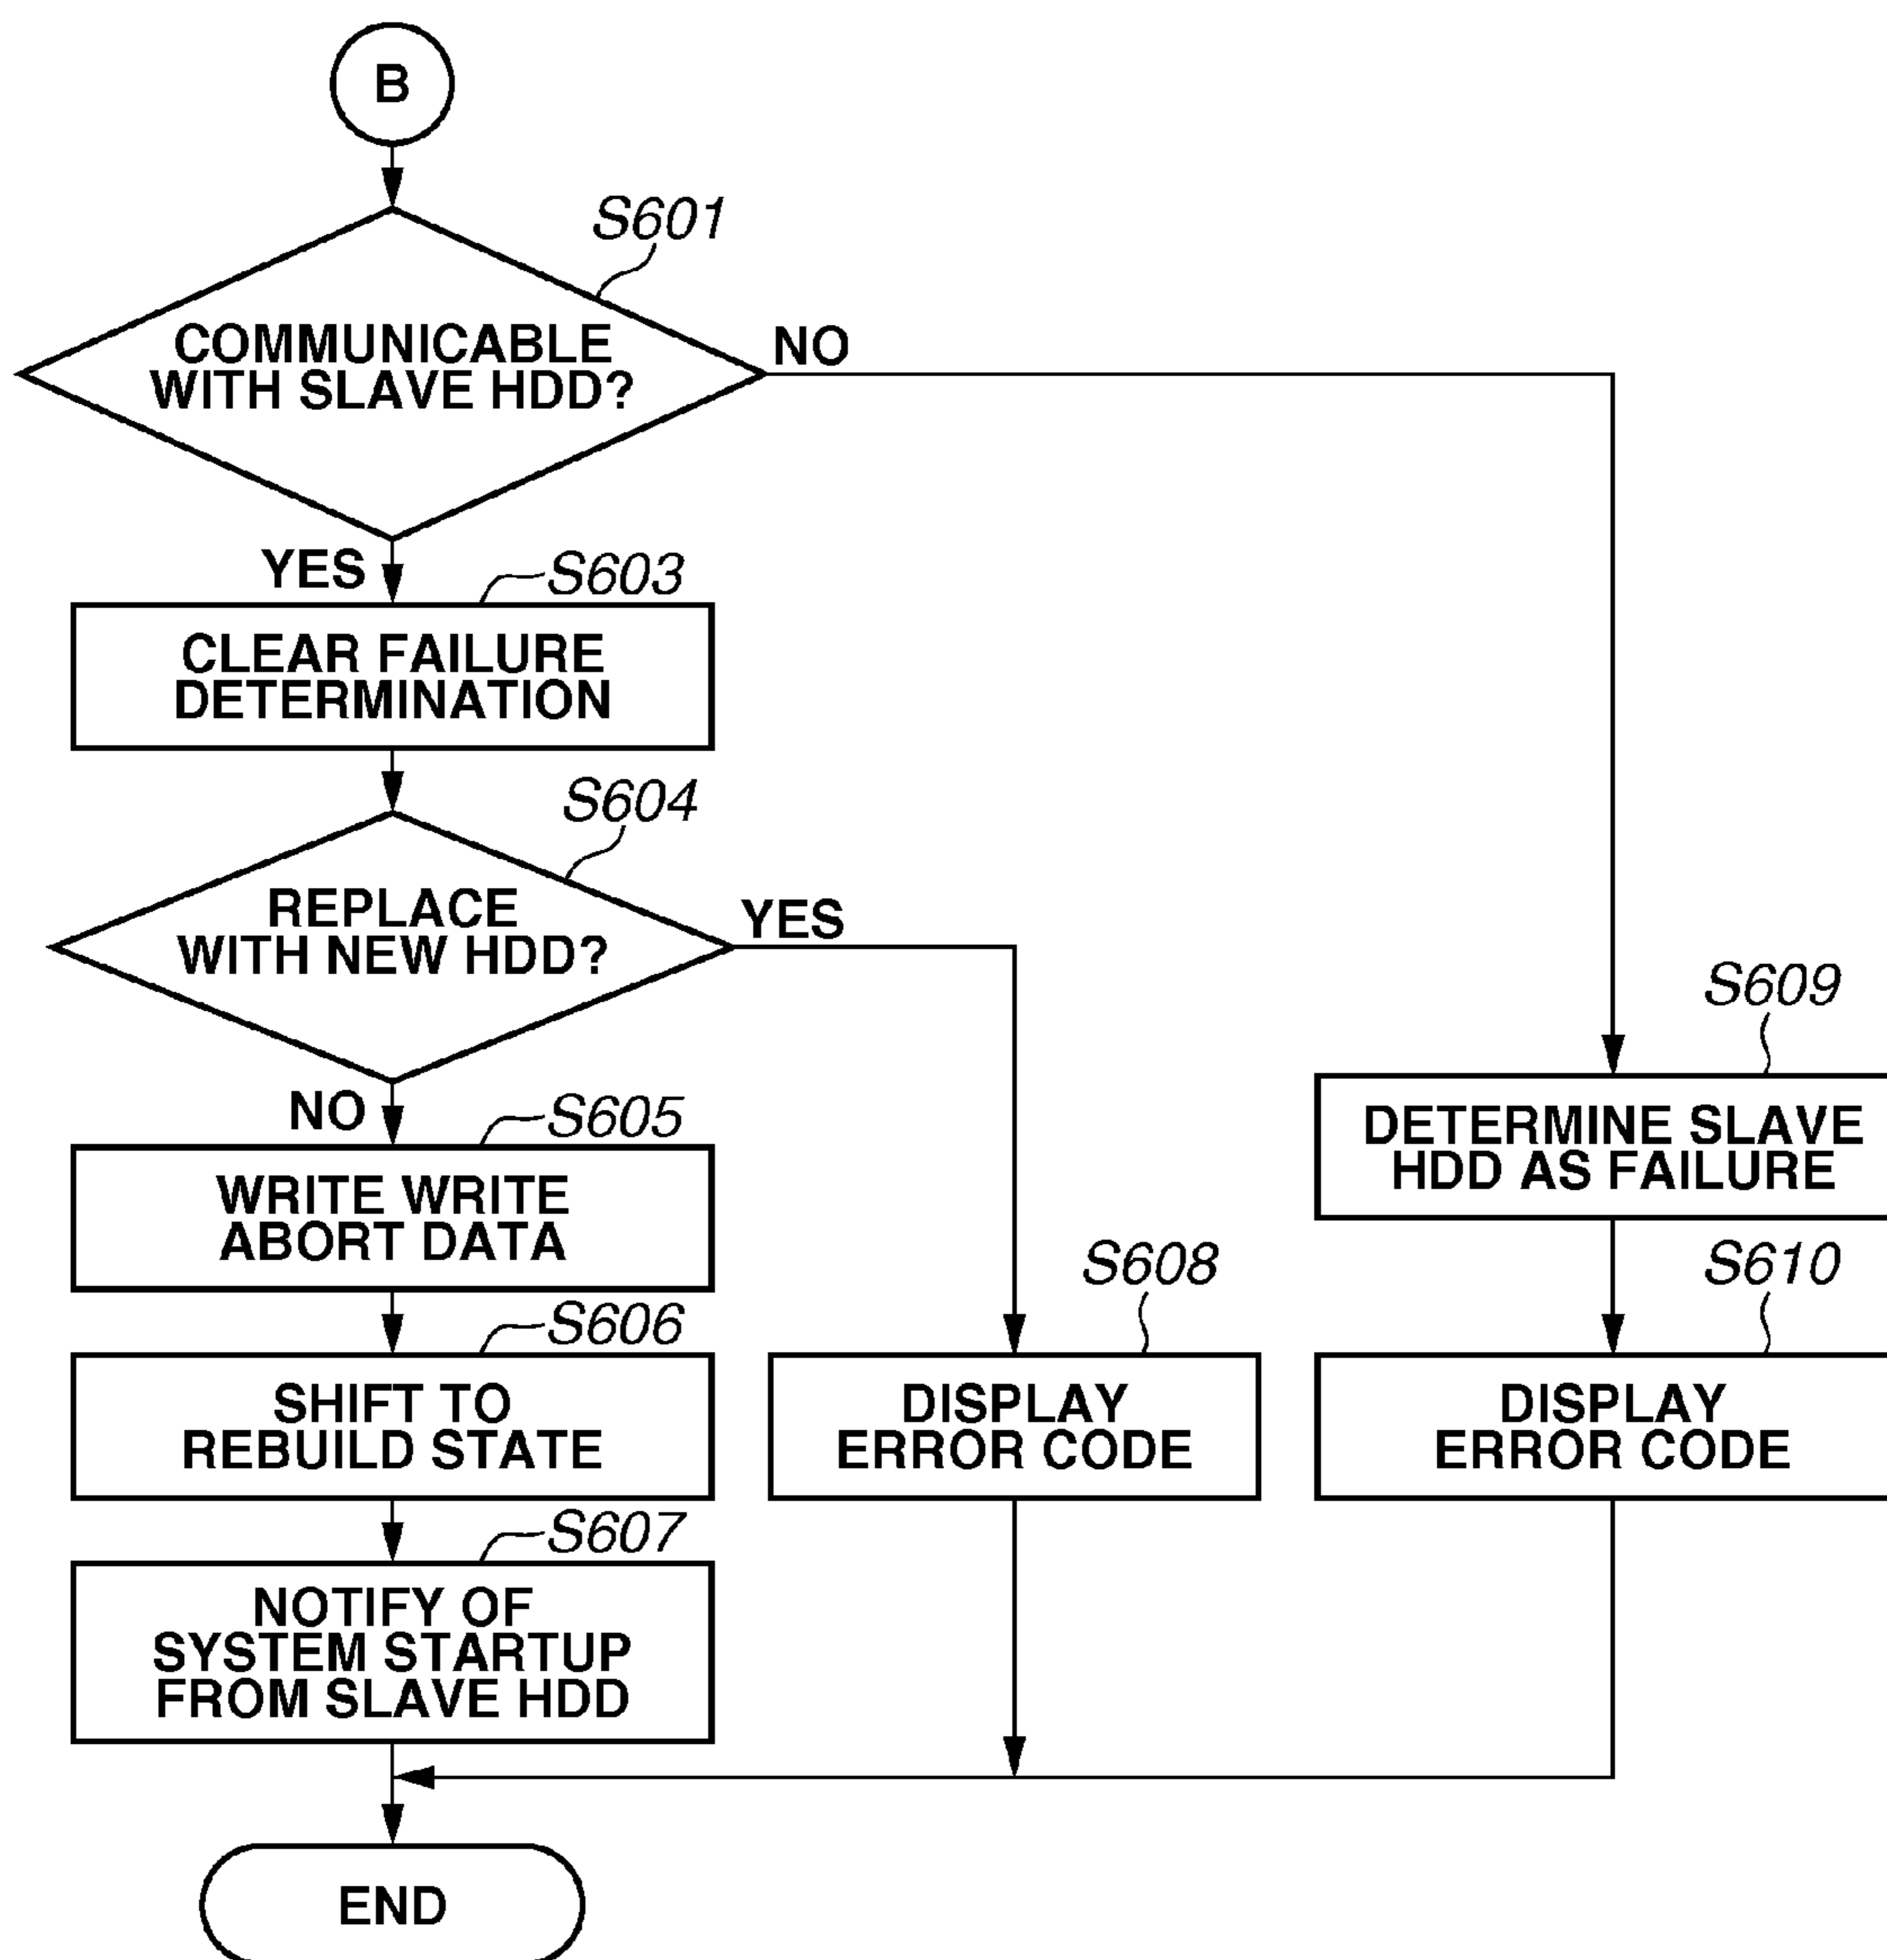 B
S601
COMMUNICABLE
WITH SLAVE HDD?
NO
YES
S603
CLEAR FAILURE
DETERMINATION
S604
REPLACE
WITH NEW HDD?
YES
NO
S605
WRITE WRITE
ABORT DATA
S606
SHIFT TO
REBUILD STATE
S607
NOTIFY OF
SYSTEM STARTUP
FROM SLAVE HDD
S608
DISPLAY
ERROR CODE
S609
DETERMINE SLAVE
HDD AS FAILURE
S610
DISPLAY
ERROR CODE
END